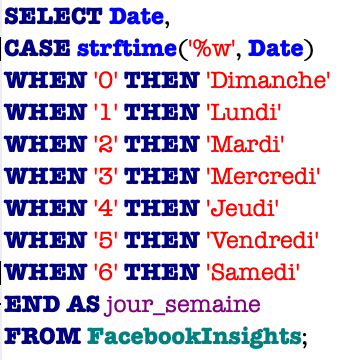 SELECT Date,
CASE strftime('%w', Date)
WHEN '0' THEN 'Dimanche'
WHEN '1' THEN 'Lundi'
WHEN '2' THEN 'Mardi'
WHEN '3' THEN 'Mercredi'
WHEN '4' THEN 'Jeudi'
WHEN '5' THEN 'Vendredi'
WHEN '6' THEN 'Samedi'
END AS jour_semaine
FROM FacebookInsights;